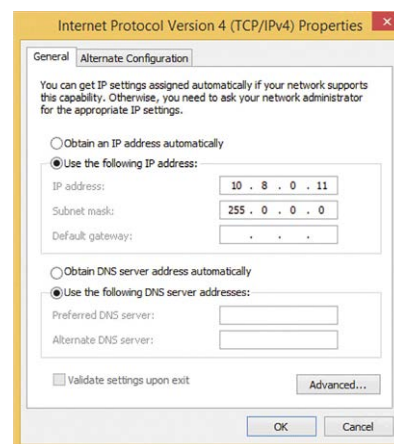 Internet Protocol Version 4 (TCP/IPv4) Properties
General
Alternate Configuration
You can get IP settings assigned automatically if your network supports
this capability. Otherwise, you need to ask your network administrator
for the appropriate IP settings.
Obtain an IP address automatically
Use the following IP address:
IP address: 10 . 8 . 0 . 11
Subnet mask: 255 . 0 . 0 . 0
Default gateway: . . .
Obtain DNS server address automatically
Use the following DNS server addresses:
Preferred DNS server:
Alternate DNS server:
Validate settings upon exit
Advanced...
OK
Cancel